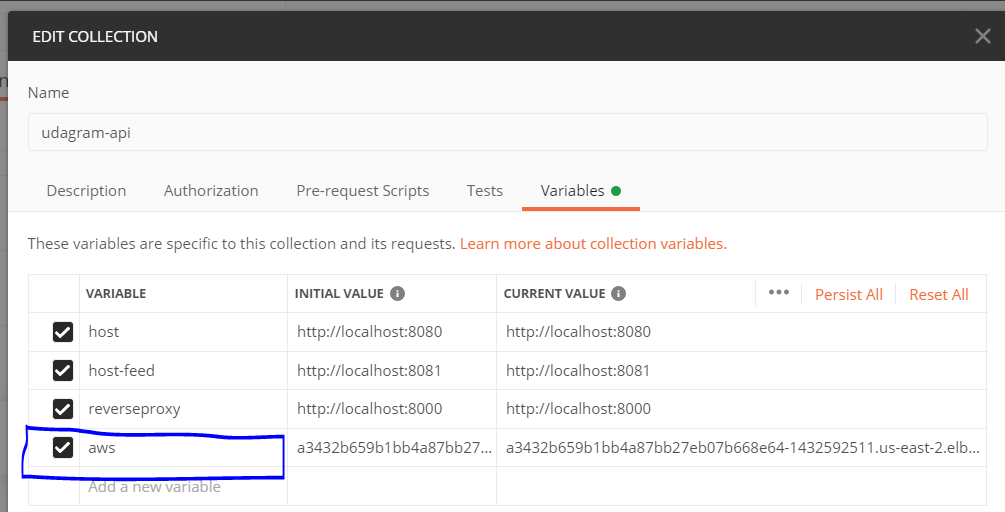 EDIT COLLECTION
Name
udagram-api
Description Authorization Pre-request Scripts Tests Variables
These variables are specific to this collection and its requests. Learn more about collection variables.
VARIABLE INITIAL VALUE CURRENT VALUE ••• Persist All Reset All
host http://localhost:8080 http://localhost:8080
host-feed http://localhost:8081 http://localhost:8081
reverseproxy http://localhost:8000 http://localhost:8000
aws a3432b659b1bb4a87bb27... a3432b659b1bb4a87bb27eb07b668e64-1432592511.us-east-2.elb...
Add a new variable